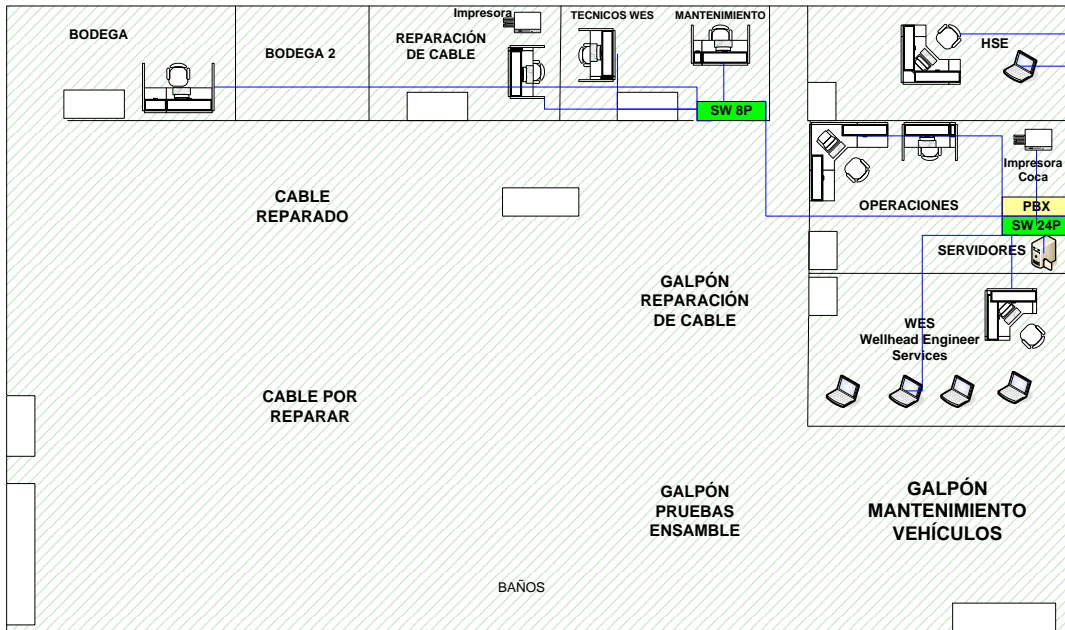 BODEGA
BODEGA 2
Impresora
REPARACIÓN
DE CABLE
TECNICOS WES
MANTENIMIENTO
SW 8P
HSE
Impresora
Coca
OPERACIONES
PBX
SW 24P
SERVIDORES
CABLE
REPARADO
GALPÓN
REPARACIÓN
DE CABLE
WES
Wellhead Engineer
Services
CABLE POR
REPARAR
GALPÓN
PRUEBAS
ENSAMBLE
GALPÓN
MANTENIMIENTO
VEHÍCULOS
BAÑOS